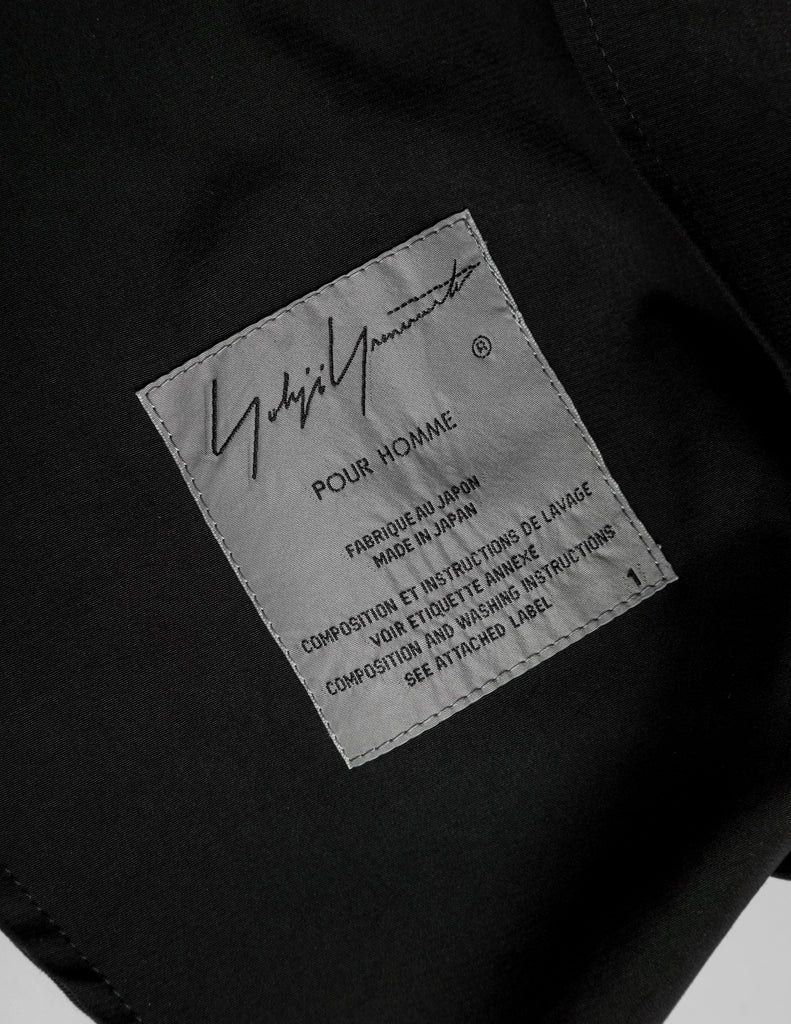 Yohji Yamamoto
®
POUR HOMME
FABRIQUE AU JAPON
MADE IN JAPAN
COMPOSITION ET INSTRUCTIONS DE LAVAGE
VOIR ETIQUETTE ANNEXÉ
COMPOSITION AND WASHING INSTRUCTIONS
SEE ATTACHED LABEL
1